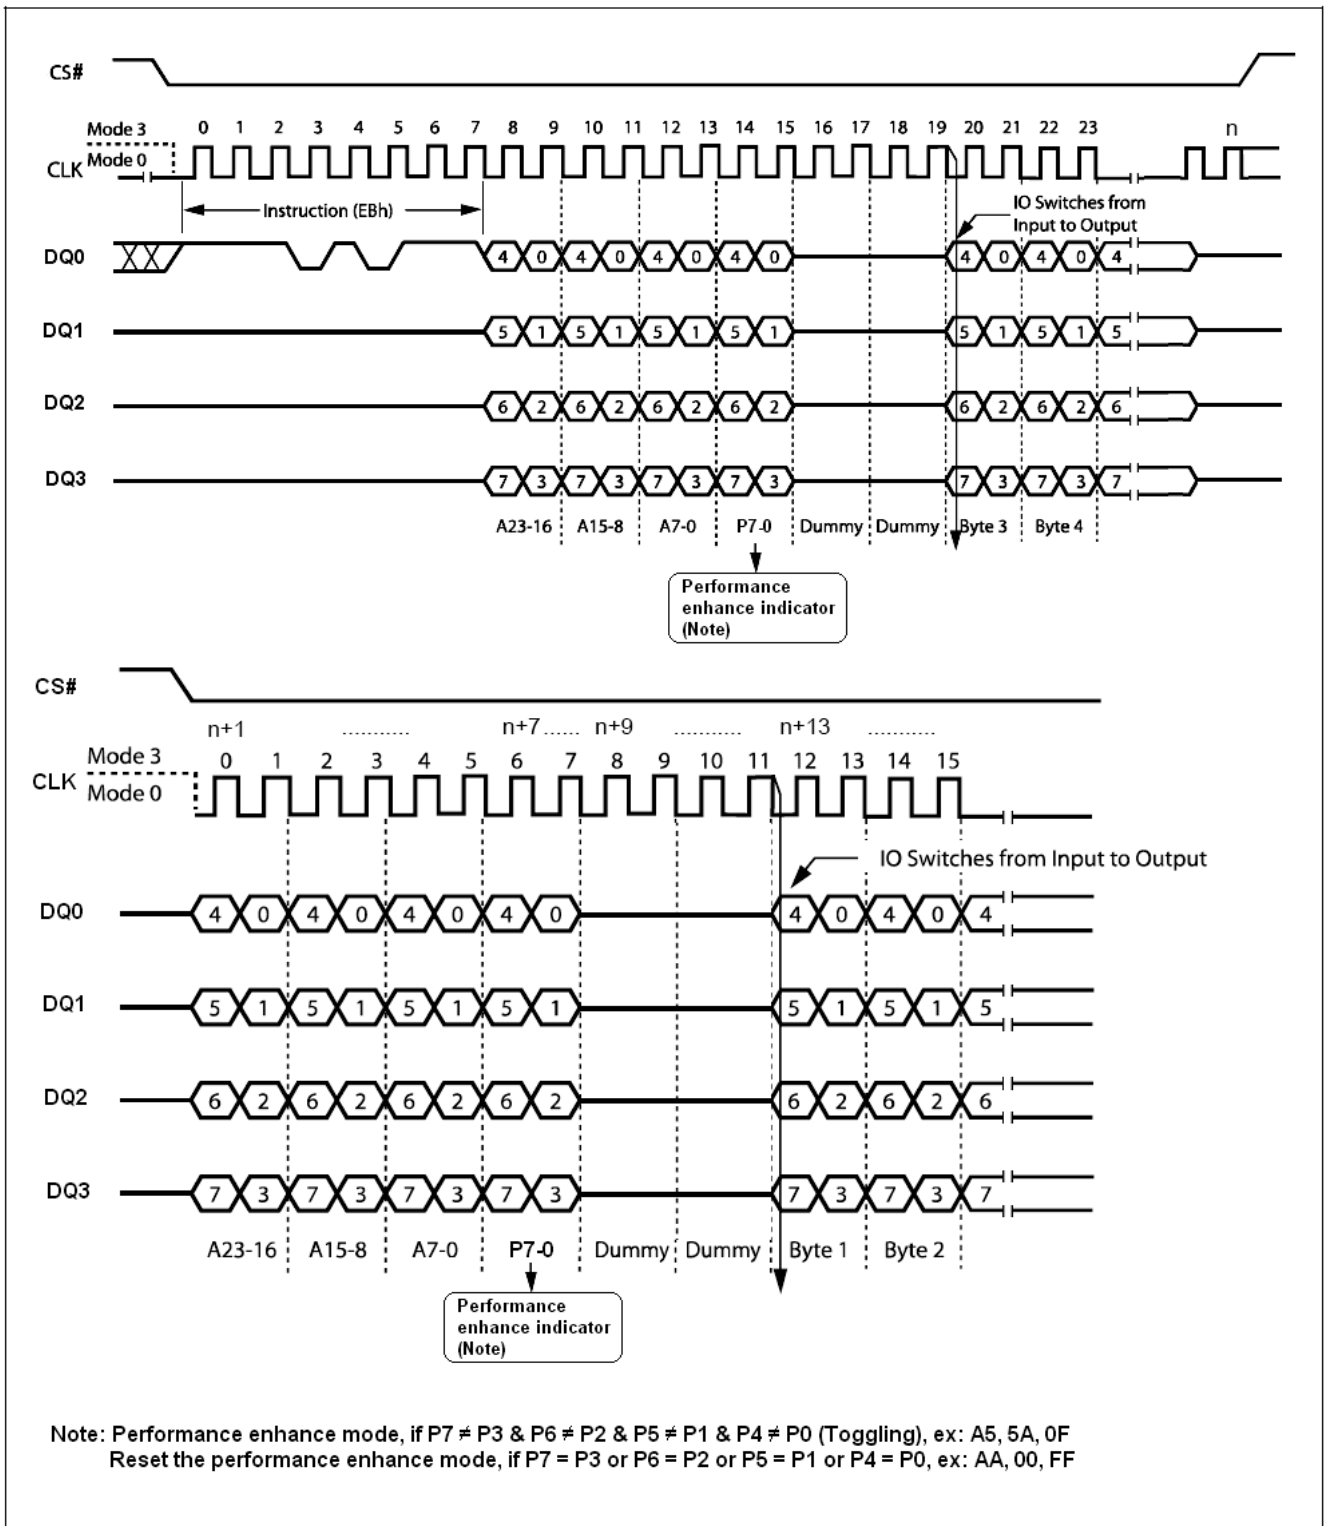 CS#
Mode 3
0 1 2 3 4 5 6 7 8 9 10 11 12 13 14 15 16 17 18 19 20 21 22 23 n
CLK Mode 0
Instruction (EBh)
IO Switches from
Input to Output
DQ0 4 0 4 0 4 0 4 0 4 0 4 0 4
DQ1 5 1 5 1 5 1 5 1 5 1 5 1 5
DQ2 6 2 6 2 6 2 6 2 6 2 6 2 6
DQ3 7 3 7 3 7 3 7 3 7 3 7 3 7
A23-16 A15-8 A7-0 P7-0 Dummy Dummy Byte 3 Byte 4
Performance
enhance indicator
(Note)
CS#
n+1 .......... n+7 ...... n+9 .......... n+13 ..........
Mode 3
0 1 2 3 4 5 6 7 8 9 10 11 12 13 14 15
CLK Mode 0
IO Switches from Input to Output
DQ0 4 0 4 0 4 0 4 0 4 0 4 0 4
DQ1 5 1 5 1 5 1 5 1 5 1 5 1 5
DQ2 6 2 6 2 6 2 6 2 6 2 6 2 6
DQ3 7 3 7 3 7 3 7 3 7 3 7 3 7
A23-16 A15-8 A7-0 P7-0 Dummy Dummy Byte 1 Byte 2
Performance
enhance indicator
(Note)
Note: Performance enhance mode, if P7 ≠ P3 & P6 ≠ P2 & P5 ≠ P1 & P4 ≠ P0 (Toggling), ex: A5, 5A, 0F
Reset the performance enhance mode, if P7 = P3 or P6 = P2 or P5 = P1 or P4 = P0, ex: AA, 00, FF